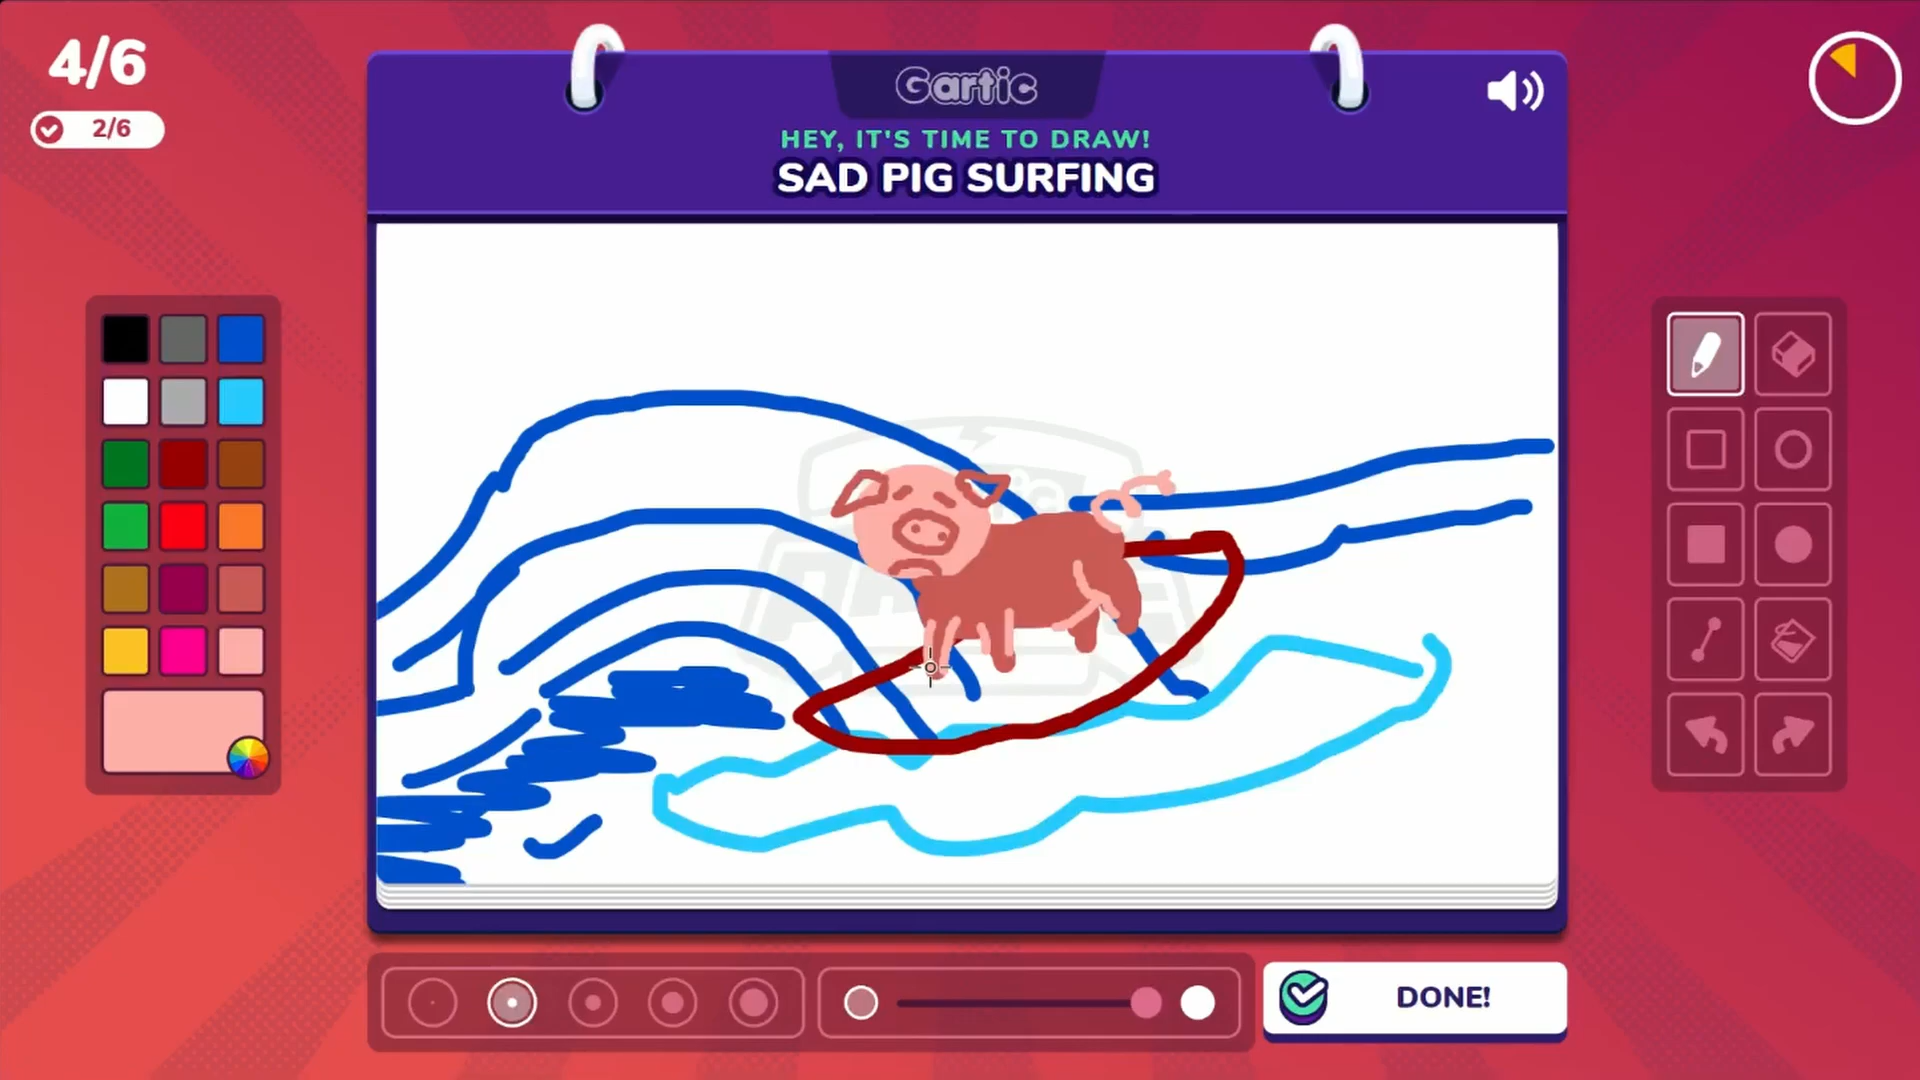 4/6
2/6
Gartic
HEY, IT'S TIME TO DRAW!
SAD PIG SURFING
DONE!